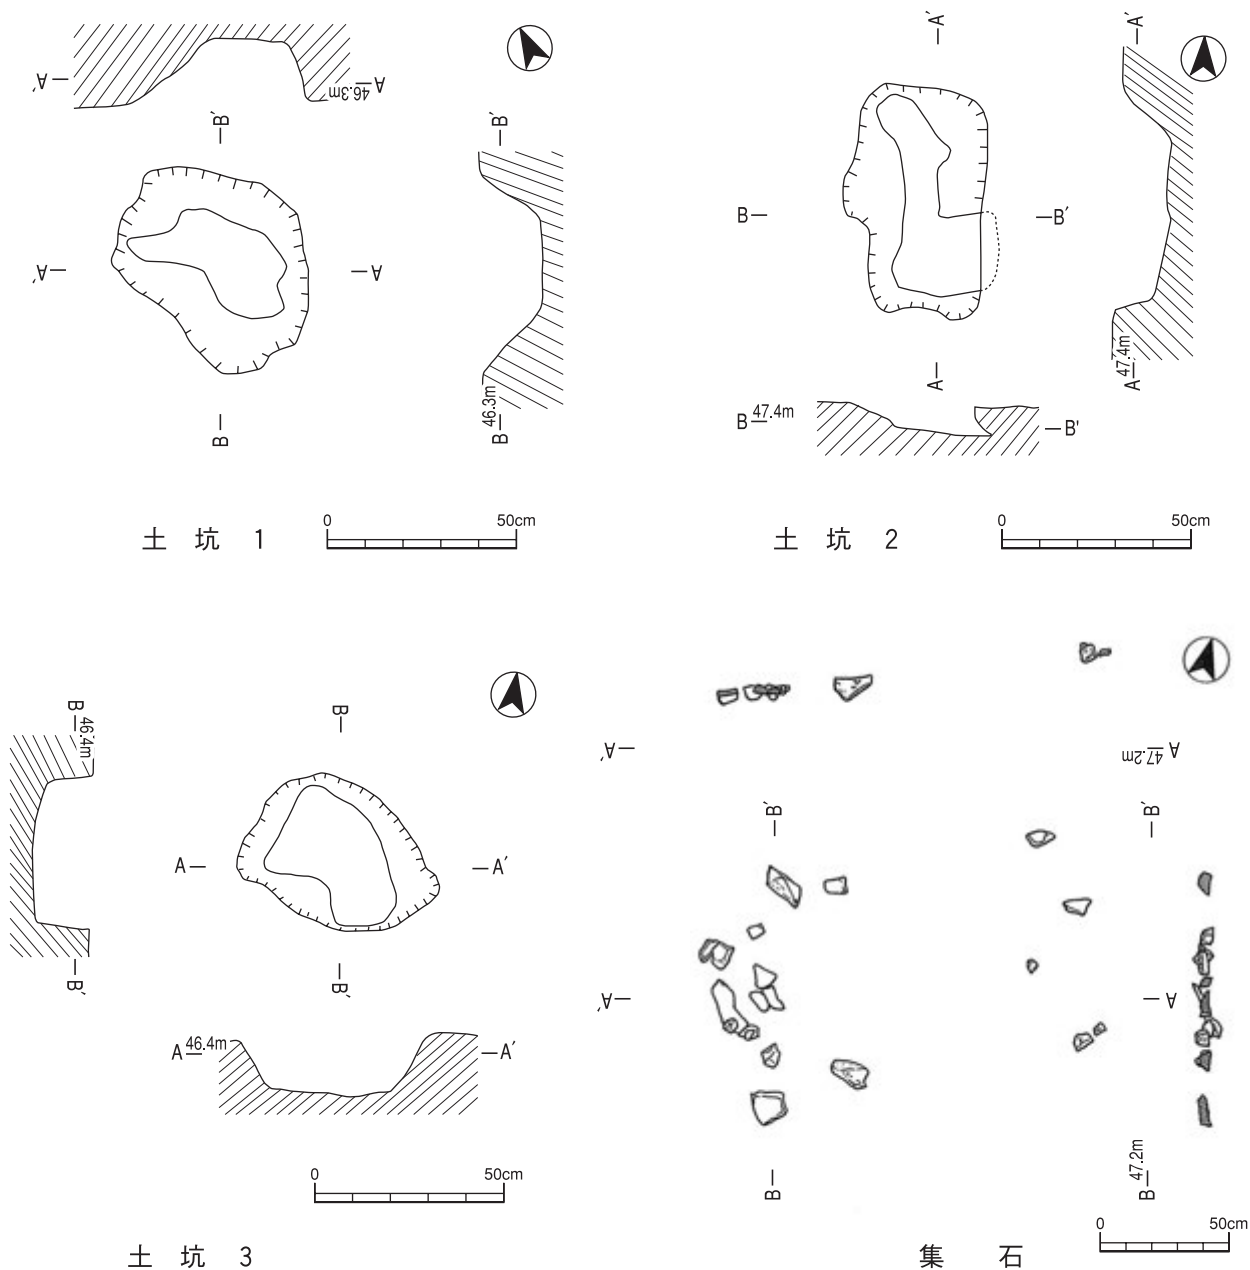 A′
A
46.3m
B′
B′
A′
A
B
B
46.3m
土 坑 1
0 50cm
A′
A′
B
B′
A
A
47.4m
B 47.4m
B′
土 坑 2
0 50cm
B
46.4m
B
A
A′
B′
B′
A 46.4m
A′
0 50cm
土 坑 3
A′
A
47.2m
B′
B′
A′
A
B
B
47.2m
0 50cm
集 石